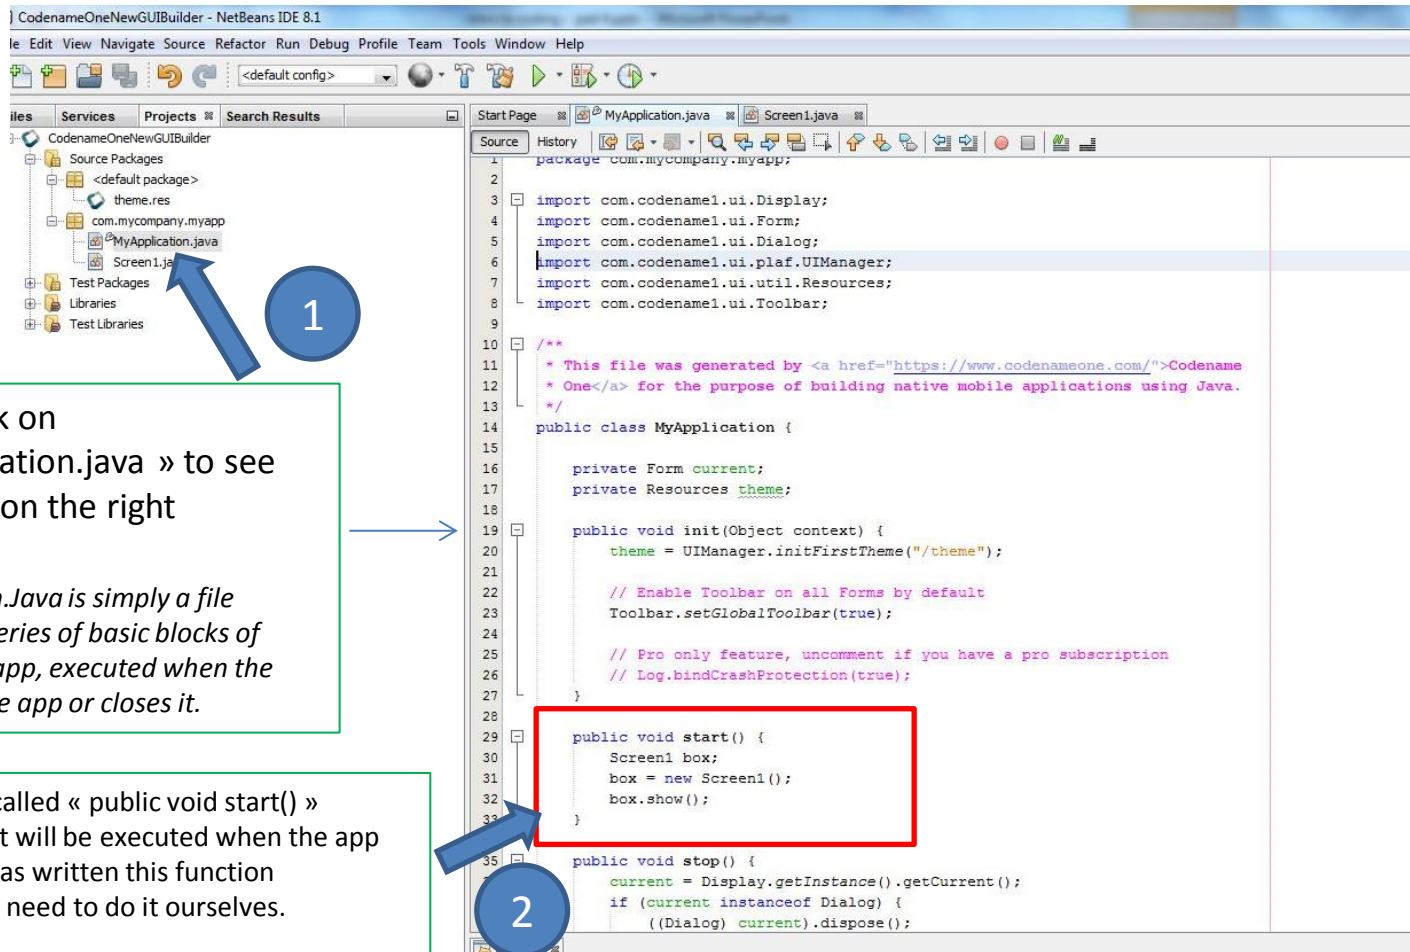 CodenameOneNewGUIBuilder - NetBeans IDE 8.1
le Edit View Navigate Source Refactor Run Debug Profile Team Tools Window Help
<default config>
iles Services Projects Search Results
CodenameOneNewGUIBuilder
Source Packages
<default package>
theme.res
com.mycompany.myapp
MyApplication.java
Screen1.ja
Test Packages
Libraries
Test Libraries
1
k on
ation.java » to see
on the right
n.Java is simply a file
eries of basic blocks of
app, executed when the
e app or closes it.
called « public void start() »
t will be executed when the app
as written this function
need to do it ourselves.
2
Start Page MyApplication.java Screen1.java
Source History
1 package com.mycompany.myapp;
2
3 import com.codename1.ui.Display;
4 import com.codename1.ui.Form;
5 import com.codename1.ui.Dialog;
6 import com.codename1.ui.plaf.UIManager;
7 import com.codename1.ui.util.Resources;
8 import com.codename1.ui.Toolbar;
9
10 /**
11 * This file was generated by <a href="https://www.codenameone.com/">Codename
12 * One</a> for the purpose of building native mobile applications using Java.
13 */
14 public class MyApplication {
15
16 private Form current;
17 private Resources theme;
18
19 public void init(Object context) {
20 theme = UIManager.initFirstTheme("/theme");
21
22 // Enable Toolbar on all Forms by default
23 Toolbar.setGlobalToolbar(true);
24
25 // Pro only feature, uncomment if you have a pro subscription
26 // Log.bindCrashProtection(true);
27 }
28
29 public void start() {
30 Screen1 box;
31 box = new Screen1();
32 box.show();
33 }
35 public void stop() {
current = Display.getInstance().getCurrent();
if (current instanceof Dialog) {
((Dialog) current).dispose();